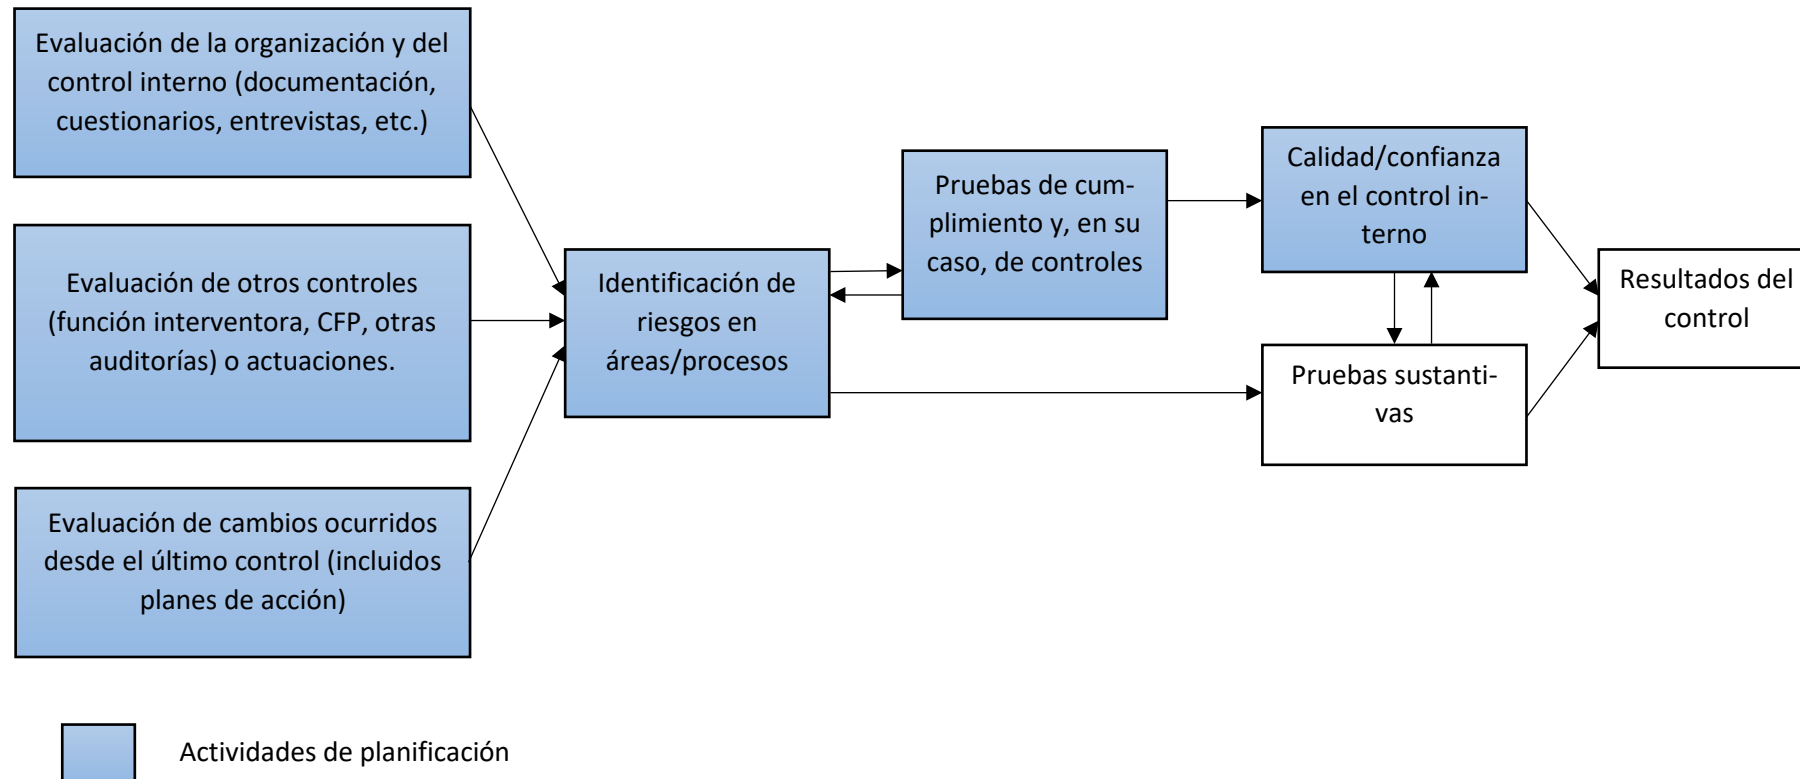 Evaluación de la organización y del
control interno (documentación,
cuestionarios, entrevistas, etc.)
Evaluación de otros controles
(función interventora, CFP, otras
auditorías) o actuaciones.
Evaluación de cambios ocurridos
desde el último control (incluidos
planes de acción)
Identificación de
riesgos en
áreas/procesos
Pruebas de cum-
plimiento y, en su
caso, de controles
Calidad/confianza
en el control in-
terno
Pruebas sustanti-
vas
Resultados del
control
Actividades de planificación